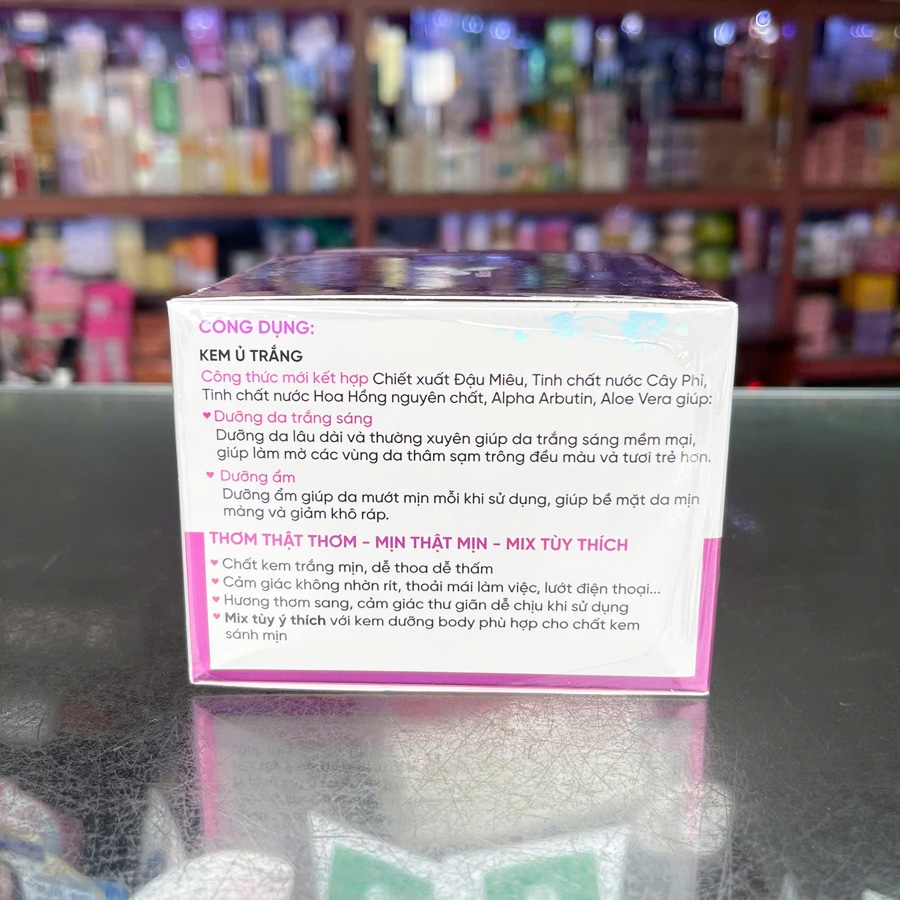 CÔNG DỤNG:
KEM Ủ TRẮNG
Công thức mới kết hợp Chiết xuất Đậu Miêu, Tinh chất nước Cây Phỉ,
Tinh chất nước Hoa Hồng nguyên chất, Alpha Arbutin, Aloe Vera giúp:
Dưỡng da trắng sáng
Dưỡng da lâu dài và thường xuyên giúp da trắng sáng mềm mại,
giúp làm mờ các vùng da thâm sạm trông đều màu và tươi trẻ hơn.
Dưỡng ẩm
Dưỡng ẩm giúp da mướt mịn mỗi khi sử dụng, giúp bề mặt da mịn
màng và giảm khô ráp.
THƠM THẬT THƠM - MỊN THẬT MỊN - MIX TÙY THÍCH
Chất kem trắng mịn, dễ thoa dễ thấm
Cảm giác không nhờn rít, thoải mái làm việc, lướt điện thoại...
Hương thơm sang, cảm giác thư giãn dễ chịu khi sử dụng
Mix tùy ý thích với kem dưỡng body phù hợp cho chất kem
sánh mịn